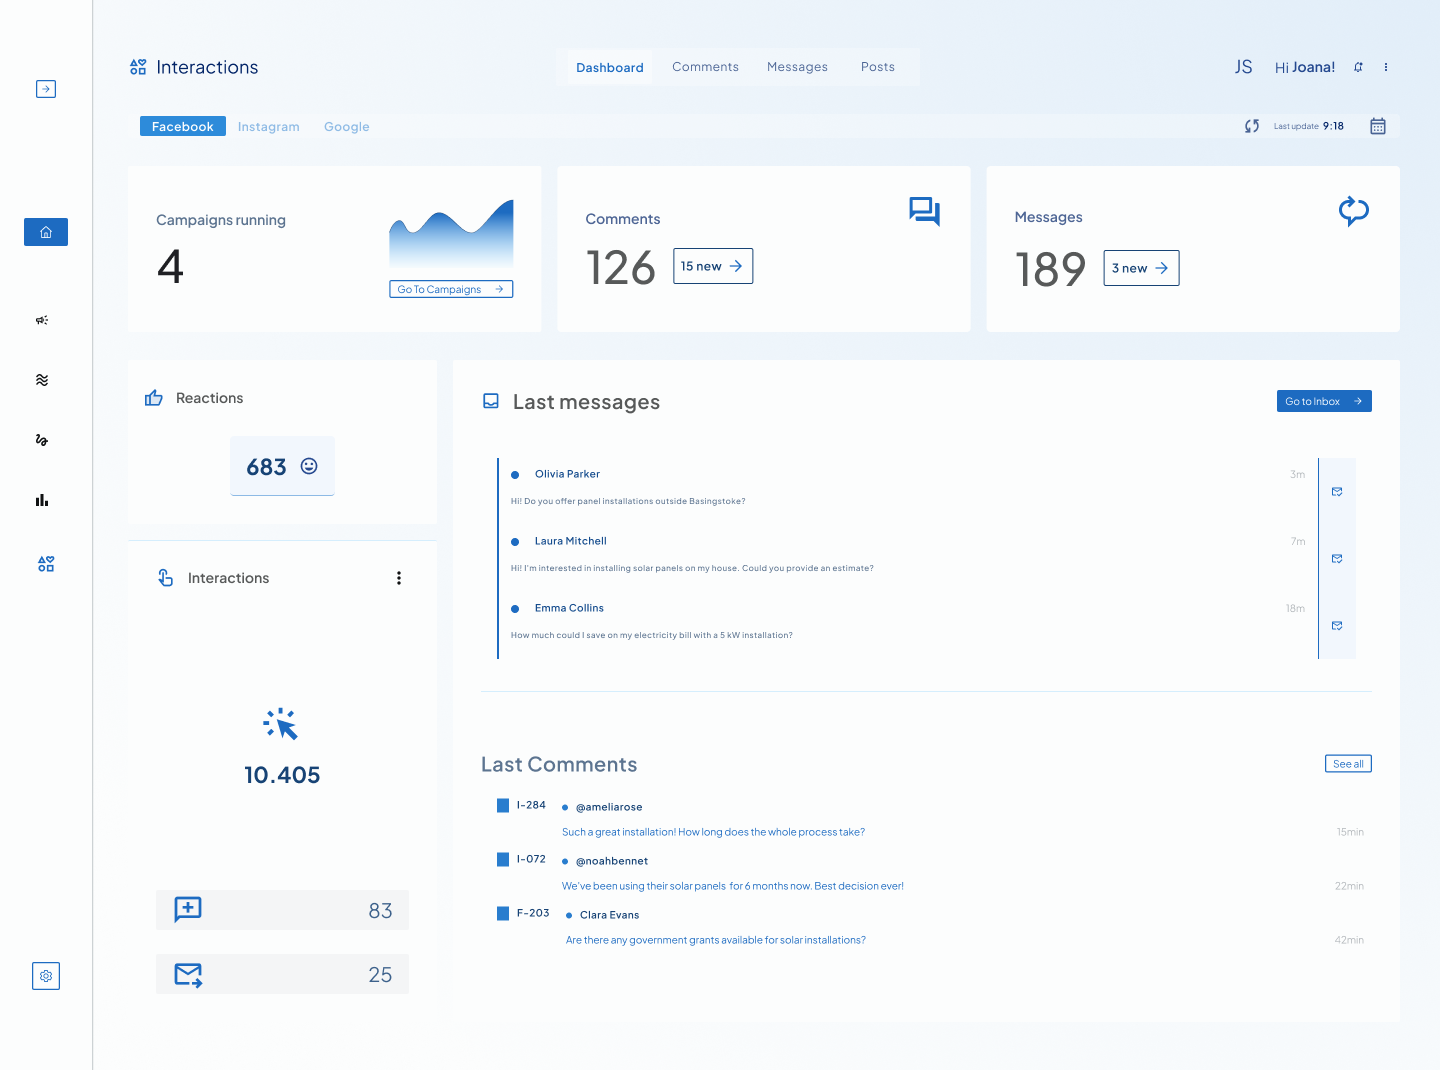 Interactions
Dashboard Comments Messages Posts
JS Hi Joana!
Facebook Instagram Google
Last update 9:18
Campaigns running
4
Go To Campaigns
Comments
126
15 new
Messages
189
3 new
Reactions
683
Interactions
10.405
83
25
Last messages
Go to Inbox
Olivia Parker 3m
Hi! Do you offer panel installations outside Basingstoke?
Laura Mitchell 7m
Hi! I'm interested in installing solar panels on my house. Could you provide an estimate?
Emma Collins 18m
How much could I save on my electricity bill with a 5 kW installation?
Last Comments
See all
I-284 @ameliarose
Such a great installation! How long does the whole process take? 15min
I-072 @noahbennet
We've been using their solar panels for 6 months now. Best decision ever! 22min
F-203 Clara Evans
Are there any government grants available for solar installations? 42min